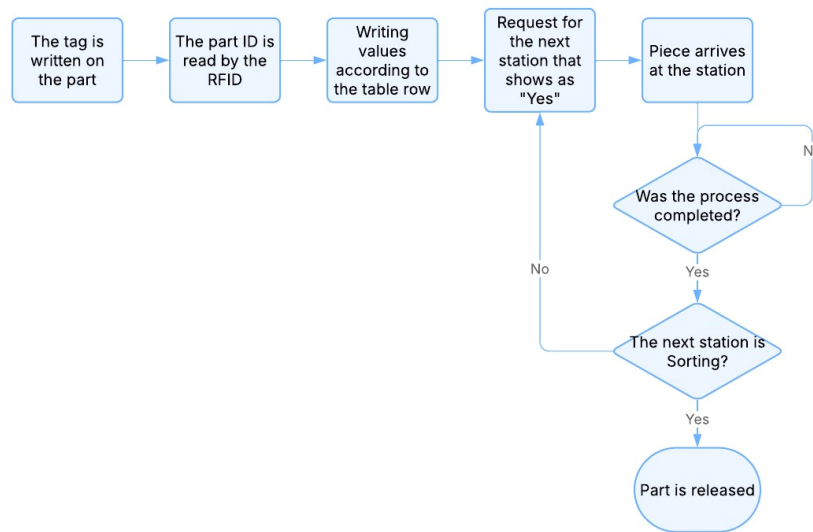 The tag is
written on
the part
The part ID is
read by the
RFID
Writing
values
according to
the table row
Request for
the next
station that
shows as
"Yes"
Piece arrives
at the station
N
Was the process
completed?
Yes
No
The next station is
Sorting?
Yes
Part is released